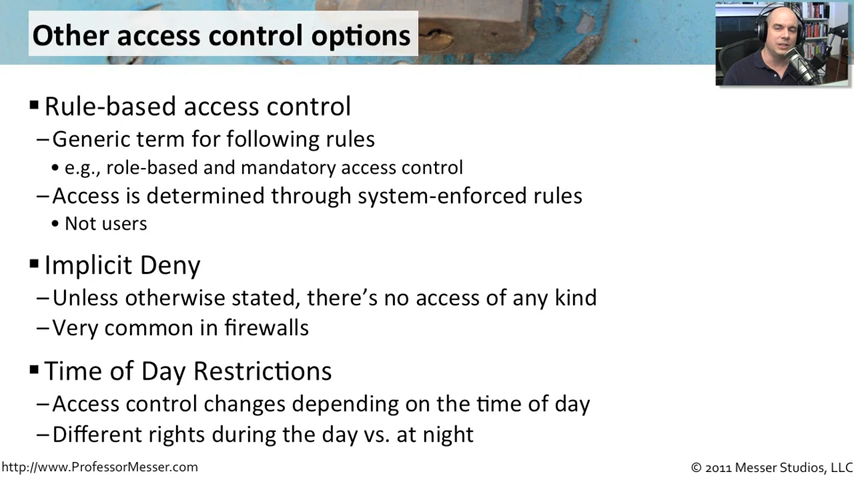 Other access control options
▪ Rule-based access control
–Generic term for following rules
• e.g., role-based and mandatory access control
–Access is determined through system-enforced rules
• Not users
▪ Implicit Deny
–Unless otherwise stated, there’s no access of any kind
–Very common in firewalls
▪ Time of Day Restrictions
–Access control changes depending on the time of day
–Different rights during the day vs. at night
http://www.ProfessorMesser.com
© 2011 Messer Studios, LLC